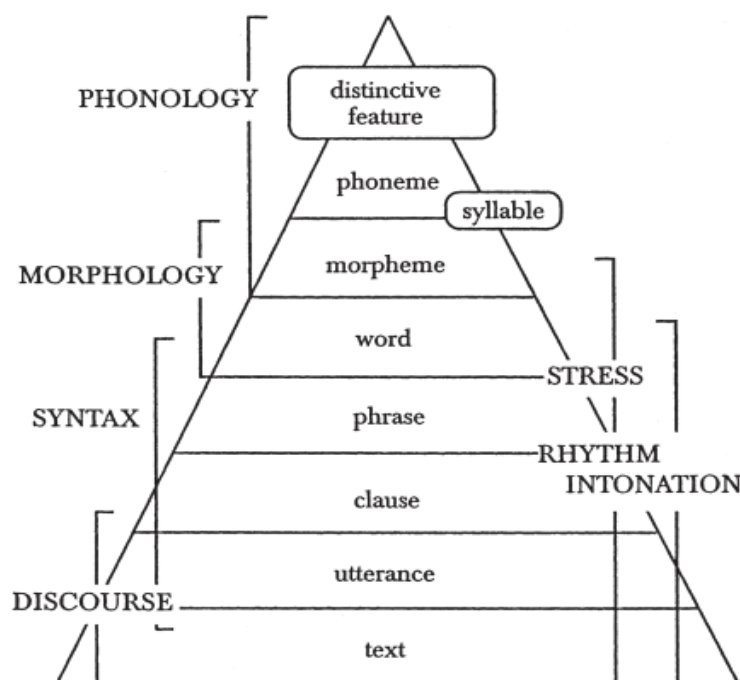 PHONOLOGY
distinctive
feature
phoneme
syllable
MORPHOLOGY
morpheme
word
STRESS
SYNTAX
phrase
RHYTHM
INTONATION
clause
utterance
DISCOURSE
text